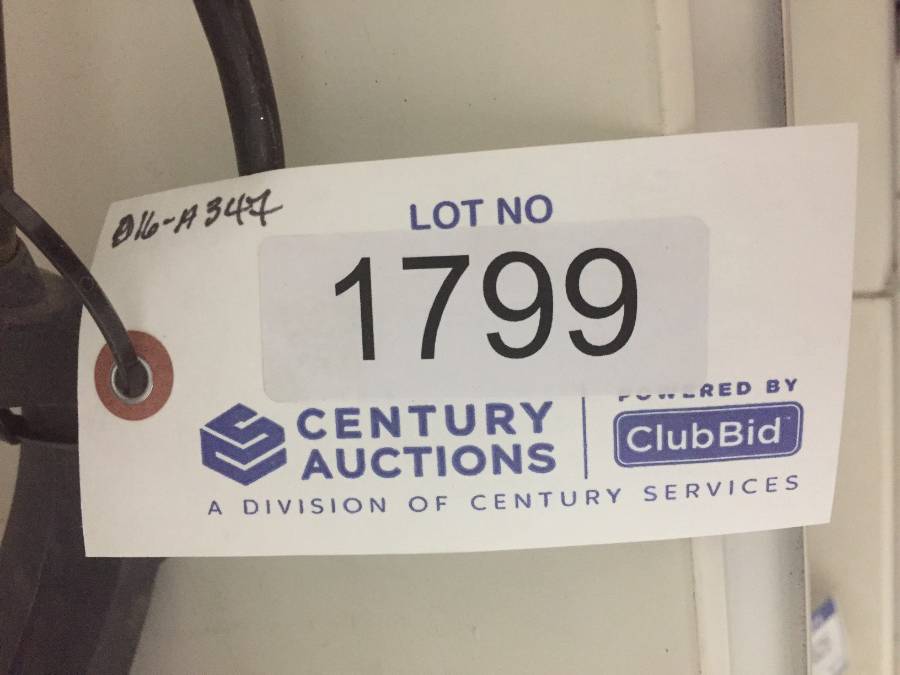 016-A347
LOT NO
1799
CENTURY
AUCTIONS
POWERED BY
ClubBid
A DIVISION OF CENTURY SERVICES